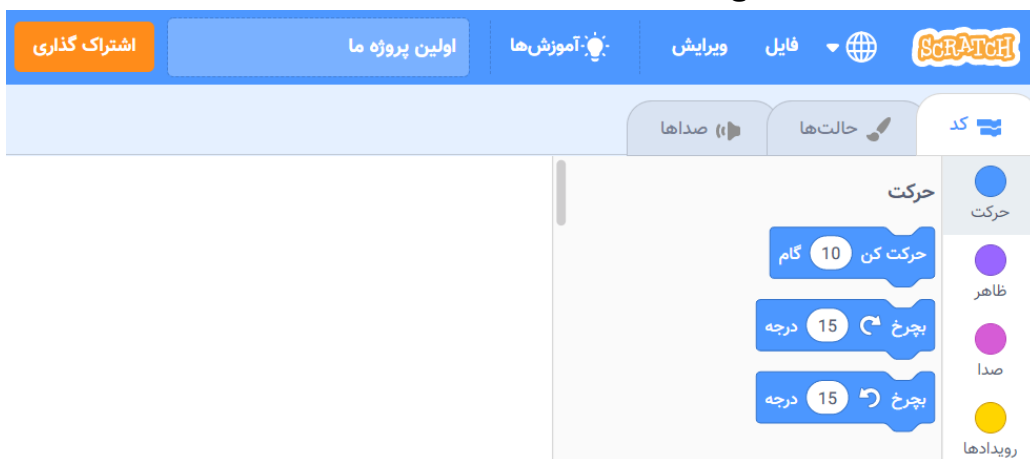 SCRATCH فایل ویرایش آموزش‌ها اولین پروژه ما اشتراک گذاری
کد حالت‌ها صداها
حرکت
حرکت
ظاهر
صدا
رویدادها
حرکت کن 10 گام
بچرخ 15 درجه
بچرخ 15 درجه